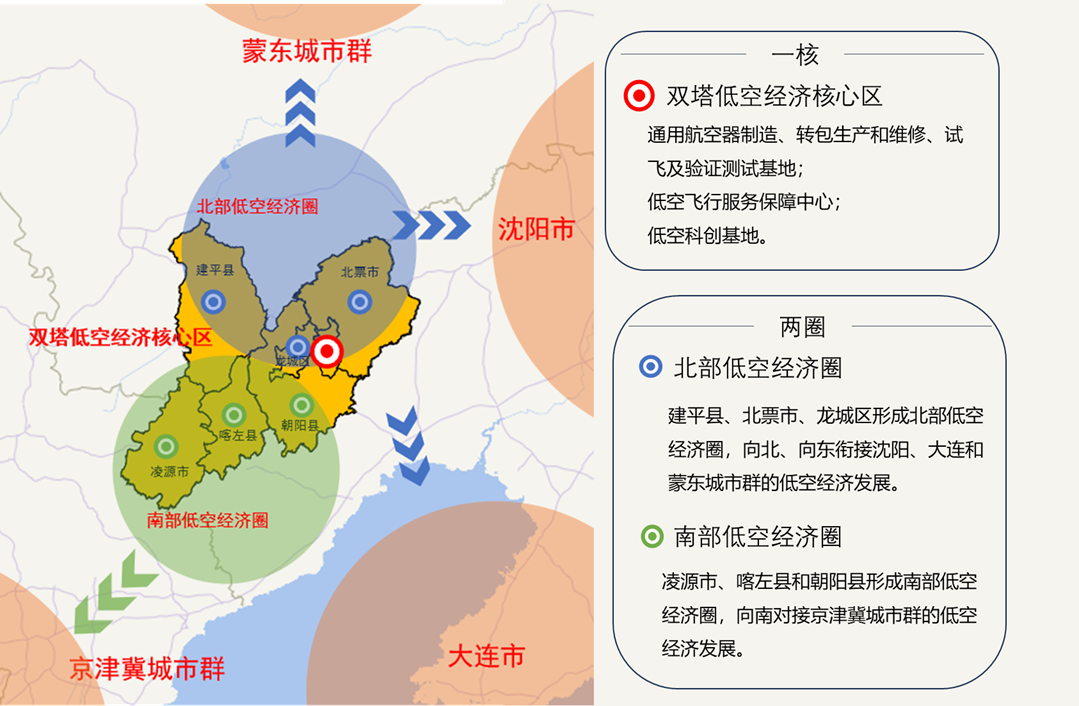 蒙东城市群
北部低空经济圈
沈阳市
建平县
北票市
双塔低空经济核心区
龙城区
朝阳县
喀左县
凌源市
南部低空经济圈
京津冀城市群
大连市
一核
双塔低空经济核心区
通用航空器制造、转包生产和维修、试
飞及验证测试基地；
低空飞行服务保障中心；
低空科创基地。
两圈
北部低空经济圈
建平县、北票市、龙城区形成北部低空
经济圈，向北、向东衔接沈阳、大连和
蒙东城市群的低空经济发展。
南部低空经济圈
凌源市、喀左县和朝阳县形成南部低空
经济圈，向南对接京津冀城市群的低空
经济发展。